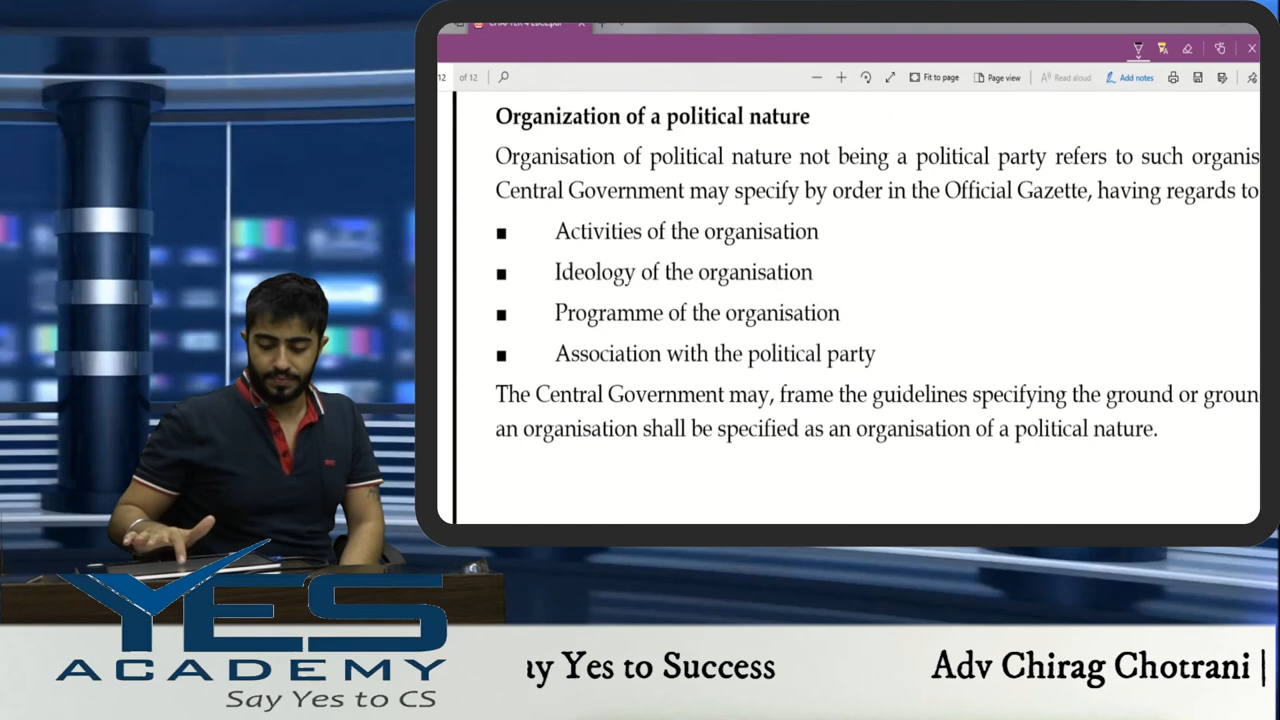 12 of 12
Fit to page
Page view
Read aloud
Add notes
Organization of a political nature
Organisation of political nature not being a political party refers to such organis
Central Government may specify by order in the Official Gazette, having regards to
■ Activities of the organisation
■ Ideology of the organisation
■ Programme of the organisation
■ Association with the political party
The Central Government may, frame the guidelines specifying the ground or groun
an organisation shall be specified as an organisation of a political nature.
YES
ACADEMY
Say Yes to CS
ay Yes to Success
Adv Chirag Chotrani |